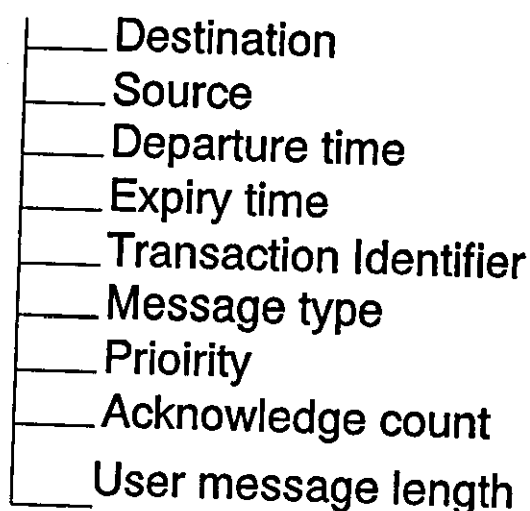 Destination
Source
Departure time
Expiry time
Transaction Identifier
Message type
Prioirity
Acknowledge count
User message length